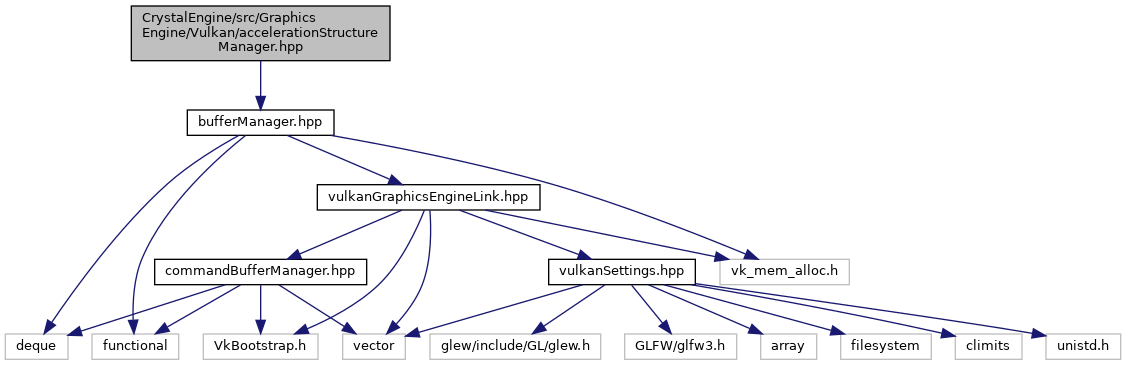 CrystalEngine/src/Graphics
Engine/Vulkan/accelerationStructure
Manager.hpp
bufferManager.hpp
vulkanGraphicsEngineLink.hpp
commandBufferManager.hpp
vulkanSettings.hpp
vk_mem_alloc.h
deque
functional
VkBootstrap.h
vector
glew/include/GL/glew.h
GLFW/glfw3.h
array
filesystem
climits
unistd.h